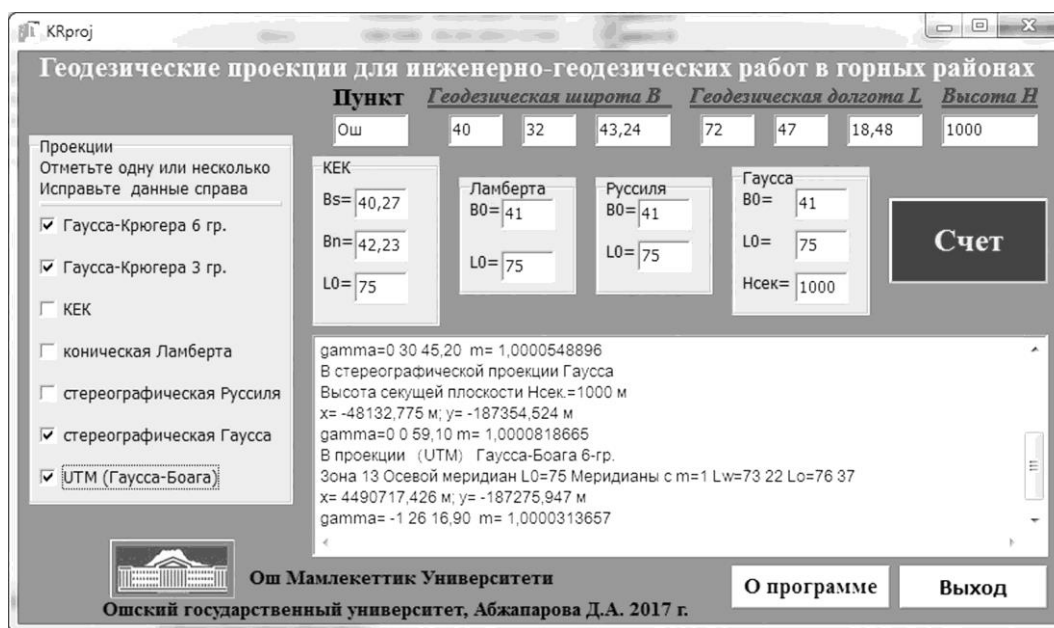 KRproj
Геодезические проекции для инженерно-геодезических работ в горных районах
Пункт Геодезическая широта B Геодезическая долгота L Высота H
Ош 40 32 43,24 72 47 18,48 1000
Проекции
Отметьте одну или несколько
Исправьте данные справа
Гаусса-Крюгера 6 гр.
Гаусса-Крюгера 3 гр.
КЕК
коническая Ламберта
стереографическая Руссиля
стереографическая Гаусса
UTM (Гаусса-Боага)
КЕК
Bs= 40,27
Bn= 42,23
L0= 75
Ламберта
B0= 41
L0= 75
Руссиля
B0= 41
L0= 75
Гаусса
B0= 41
L0= 75
Hсек= 1000
Счет
gamma=0 30 45,20 m= 1,0000548896
В стереографической проекции Гаусса
Высота секущей плоскости Нсек.=1000 м
x= -48132,775 м; y= -187354,524 м
gamma=0 0 59,10 m= 1,0000818665
В проекции (UTM) Гаусса-Боага 6-гр.
Зона 13 Осевой меридиан L0=75 Меридианы с m=1 Lw=73 22 Lo=76 37
x= 4490717,426 м; y= -187275,947 м
gamma= -1 26 16,90 m= 1,0000313657
Ош Мамлекеттик Университети
Ошский государственный университет, Абжапарова Д.А. 2017 г.
О программе
Выход